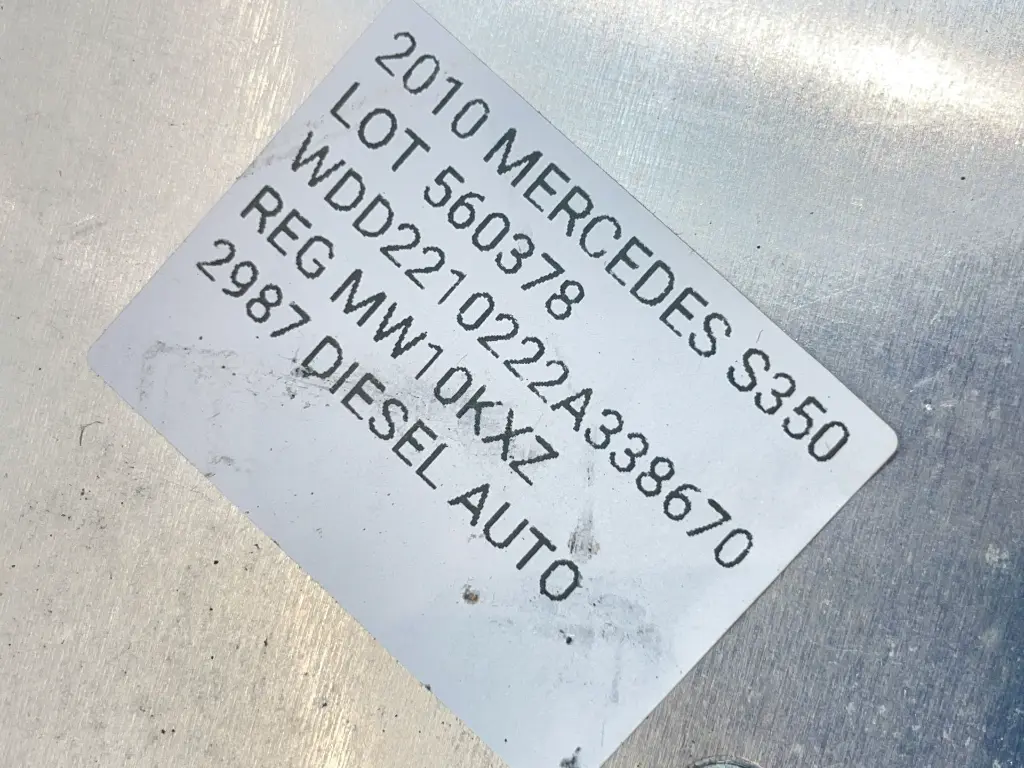 2010 MERCEDES S350
LOT 560378
WDD2210222A338670
REG MW10KXZ
2987 DIESEL AUTO